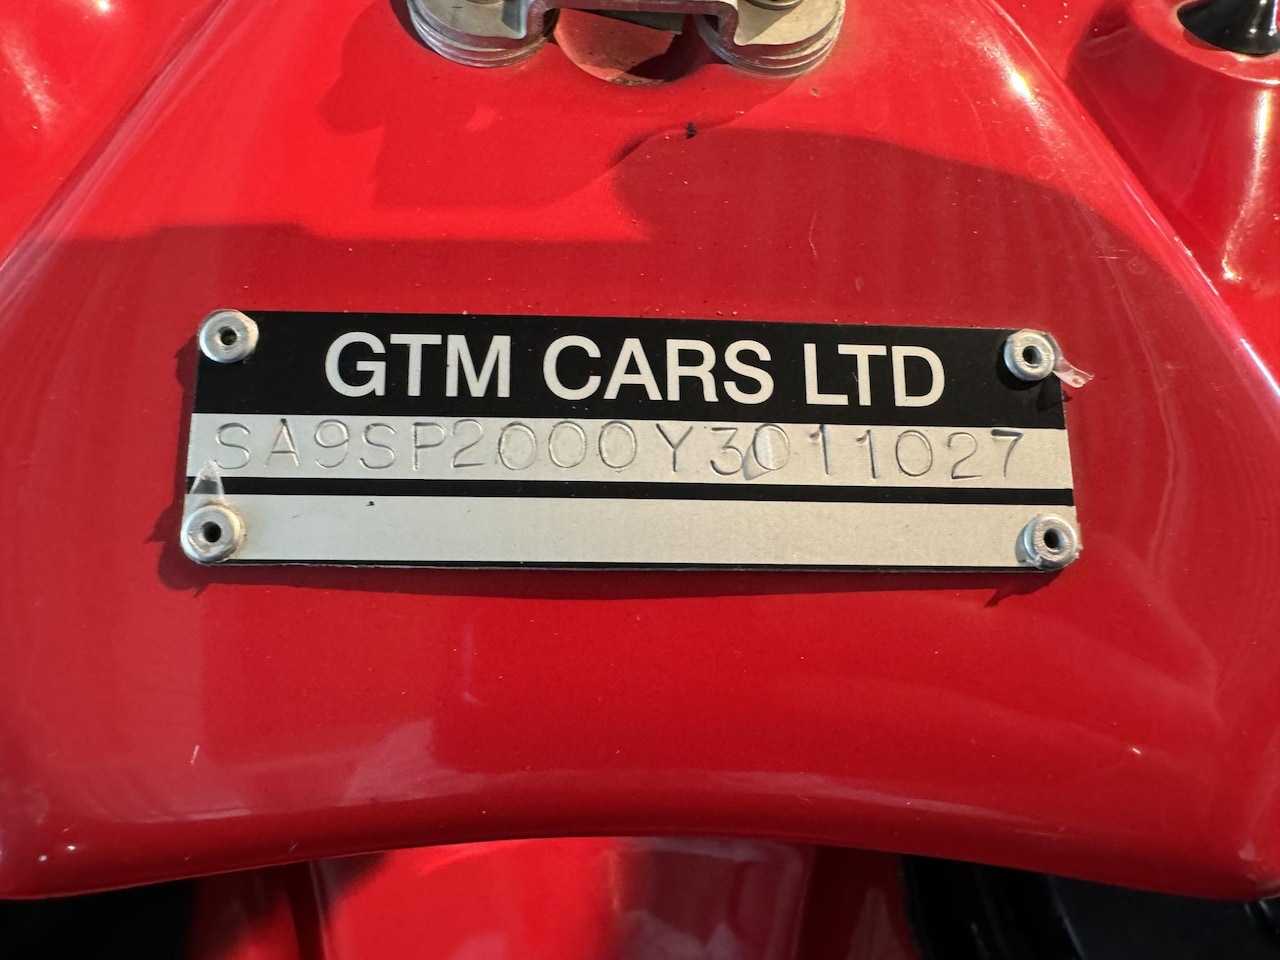 GTM CARS LTD
SA9SP2000Y3011027